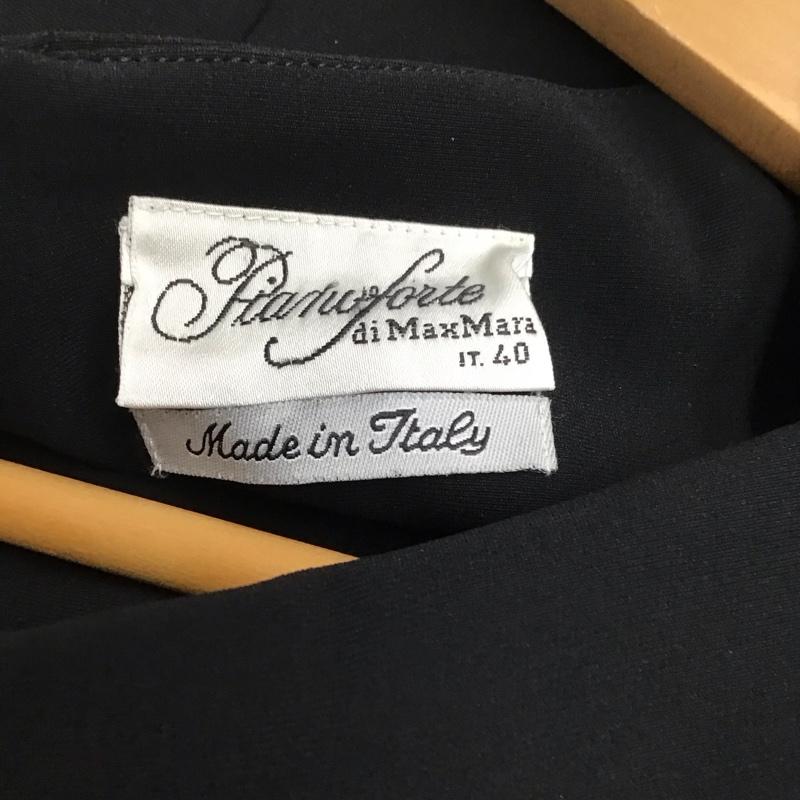 Pianoforte
di MaxMara
IT. 40
Made in Italy